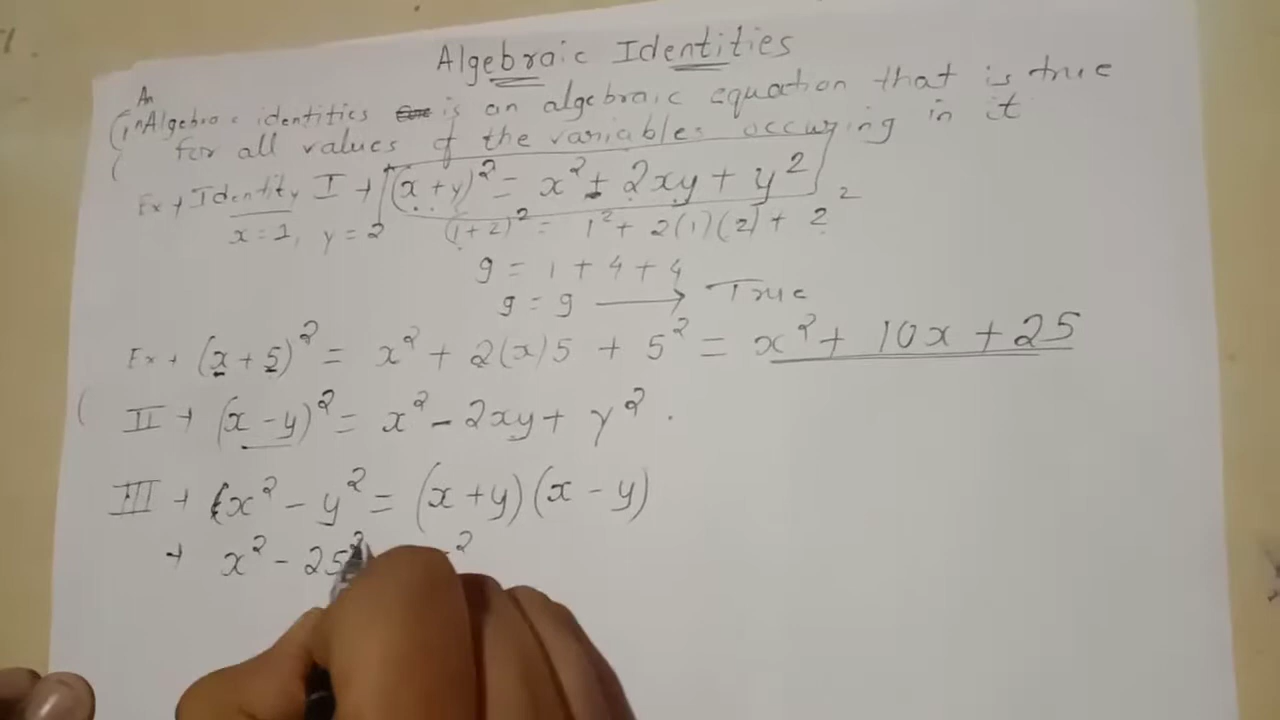 Algebraic Identities
An
Algebraic identities is an algebraic equation that is true
for all values of the variables occurying in it
Ex → Identity I → (x + y)² = x² + 2xy + y²
x = 1, y = 2 (1+2)² = 1² + 2(1)(2) + 2²
9 = 1 + 4 + 4
9 = 9 → True
Ex → (x + 5)² = x² + 2(x)5 + 5² = x² + 10x + 25
II → (x - y)² = x² - 2xy + y².
III → x² - y² = (x + y)(x - y)
→ x² - 25